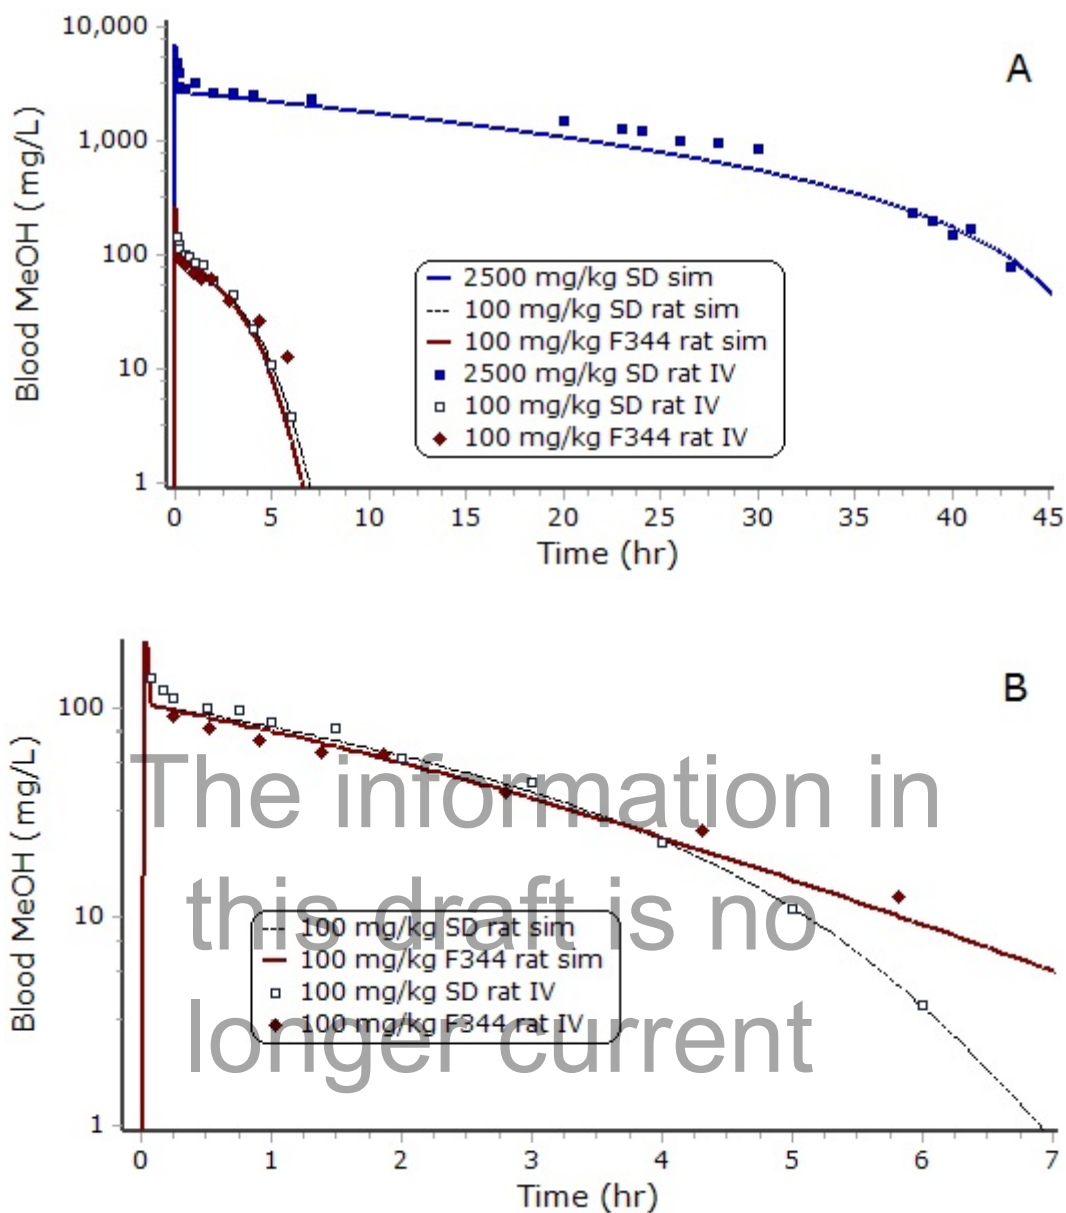 10,000
1,000
100
10
1
Blood MeOH (mg/L)
A
2500 mg/kg SD sim
100 mg/kg SD rat sim
100 mg/kg F344 rat sim
2500 mg/kg SD rat IV
100 mg/kg SD rat IV
100 mg/kg F344 rat IV
0 5 10 15 20 25 30 35 40 45
Time (hr)
B
100
10
1
Blood MeOH (mg/L)
The information in
this draft is no
longer current
100 mg/kg SD rat sim
100 mg/kg F344 rat sim
100 mg/kg SD rat IV
100 mg/kg F344 rat IV
0 1 2 3 4 5 6 7
Time (hr)